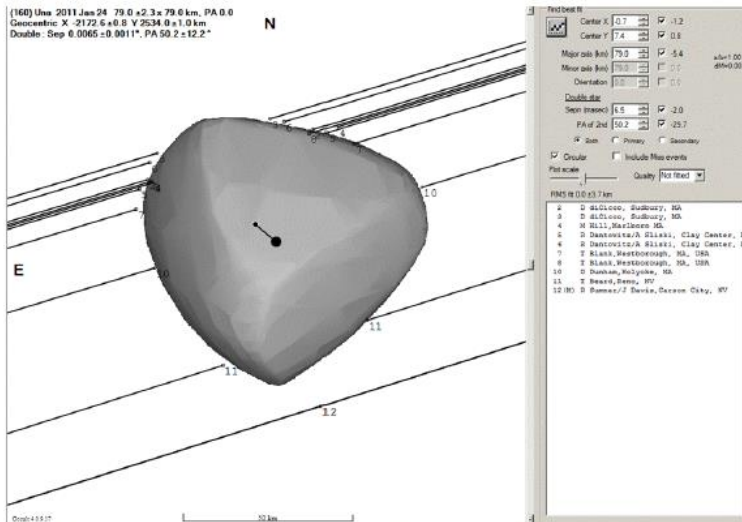 (160) Una 2011 Jan 24 79.0 ±2.3 x 79.0 km, PA 0.0
Geocentric X -2172.6 ±0.8 Y 2534.0 ±1.0 km
Double: Sep 0.0065 ±0.0011", PA 50.2 ±12.2°
N
E
10
10
11
11
12
50 km
Find best fit
Center X -0.7 -1.2
Center Y 7.4 0.8
Major axis (km) 79.0 -5.4
Minor axis (km) 79.0 0.0
Orientation 0.0 0.0
Double star
Sepn (masec) 6.5 -2.0
PA of 2nd 50.2
Both Primary Secondary
Circular Include Miss events
Plot scale Quality Not fitted
RMS fit 0.0 ±3.7 km
2 D diCicco, Sudbury, MA
3 D diCicco, Sudbury, MA
4 M Hill, Marlboro MA
5 R Dantowitz/A Sliski, Clay Center,
6 R Dantowitz/A Sliski, Clay Center,
7 T Blank, Westborough, MA, USA
8 T Blank, Westborough, MA, USA
10 D Dunham, Holyoke, MA
11 T Beard, Reno, NV
12 (M) Davis, Carson City, NV